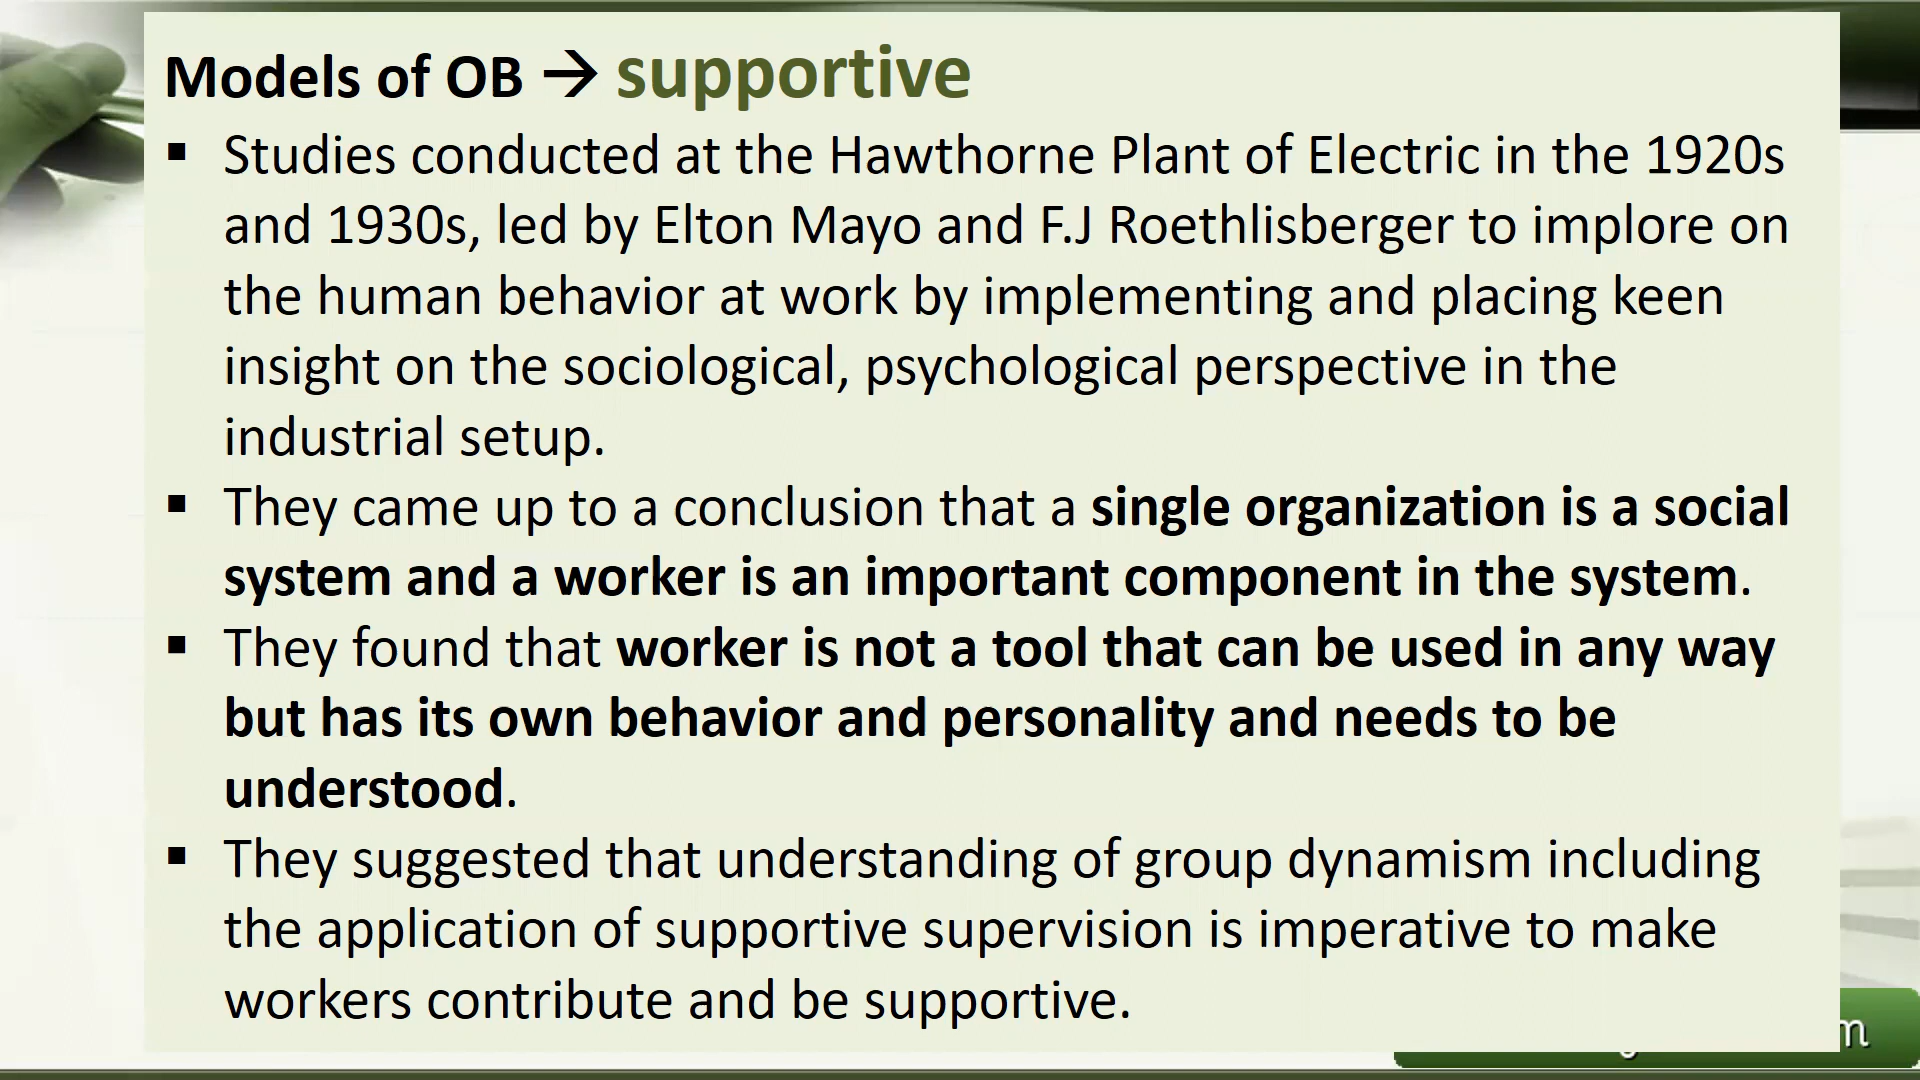 Models of OB → supportive
▪ Studies conducted at the Hawthorne Plant of Electric in the 1920s
and 1930s, led by Elton Mayo and F.J Roethlisberger to implore on
the human behavior at work by implementing and placing keen
insight on the sociological, psychological perspective in the
industrial setup.
▪ They came up to a conclusion that a single organization is a social
system and a worker is an important component in the system.
▪ They found that worker is not a tool that can be used in any way
but has its own behavior and personality and needs to be
understood.
▪ They suggested that understanding of group dynamism including
the application of supportive supervision is imperative to make
workers contribute and be supportive.